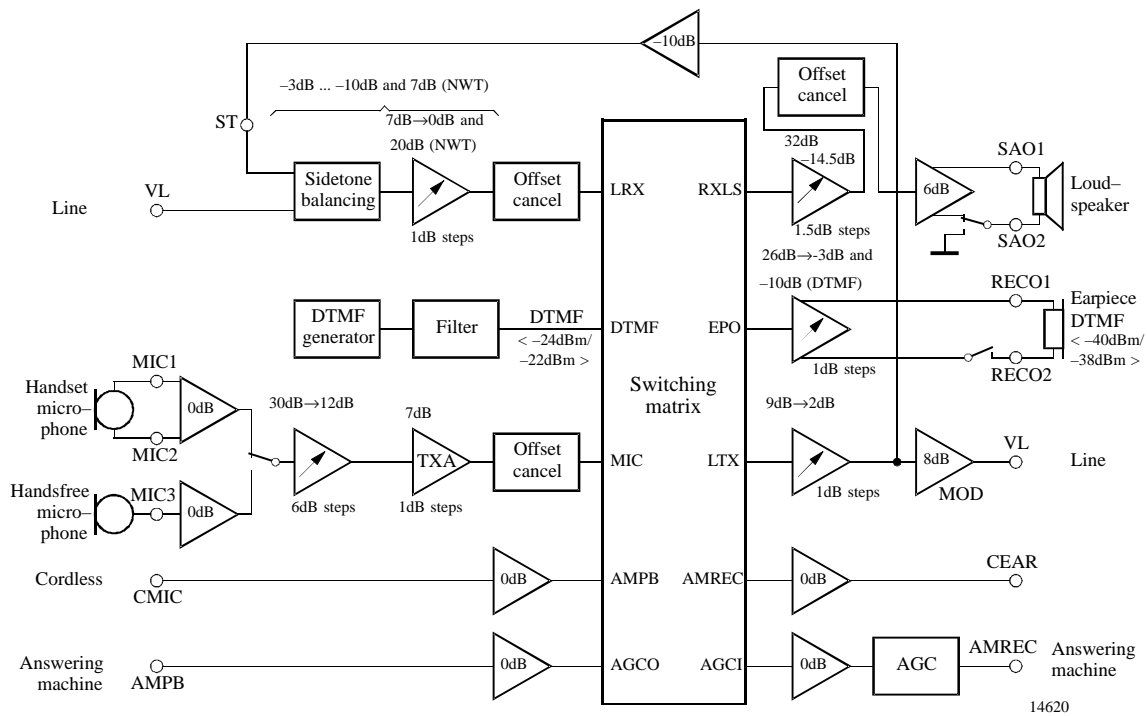 −10dB
−3dB ... −10dB and 7dB (NWT)
ST
7dB→0dB and
20dB (NWT)
Offset
cancel
32dB
−14.5dB
SAO1
VL
Line
Sidetone
balancing
1dB steps
Offset
cancel
LRX
RXLS
1.5dB steps
6dB
Loud–
speaker
SAO2
26dB→-3dB and
−10dB (DTMF)
RECO1
DTMF
generator
Filter
DTMF
< −24dBm/
−22dBm >
DTMF
EPO
1dB steps
Earpiece
DTMF
< −40dBm/
−38dBm >
RECO2
Switching
matrix
MIC1
Handset
micro–
phone
MIC2
0dB
30dB→12dB
6dB steps
7dB
TXA
1dB steps
Offset
cancel
MIC
LTX
9dB→2dB
1dB steps
8dB
MOD
VL
Line
Handsfree
micro–
phone
MIC3
0dB
Cordless
CMIC
0dB
AMPB
AMREC
0dB
CEAR
Answering
machine
AMPB
0dB
AGCO
AGCI
0dB
AGC
AMREC
Answering
machine
14620